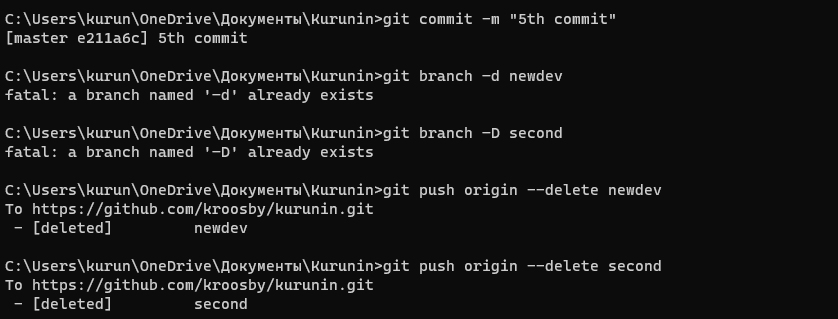 C:\Users\kurun\OneDrive\Документы\Kurunin>git commit -m "5th commit"
[master e211a6c] 5th commit
C:\Users\kurun\OneDrive\Документы\Kurunin>git branch -d newdev
fatal: a branch named '-d' already exists
C:\Users\kurun\OneDrive\Документы\Kurunin>git branch -D second
fatal: a branch named '-D' already exists
C:\Users\kurun\OneDrive\Документы\Kurunin>git push origin --delete newdev
To https://github.com/kroosby/kurunin.git
 - [deleted]         newdev
C:\Users\kurun\OneDrive\Документы\Kurunin>git push origin --delete second
To https://github.com/kroosby/kurunin.git
 - [deleted]         second